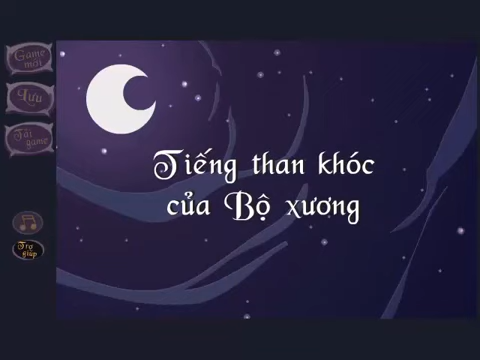 Game
mới
Lưu
Tải
game
Trợ
giúp
Tiếng than khóc
của Bộ xương